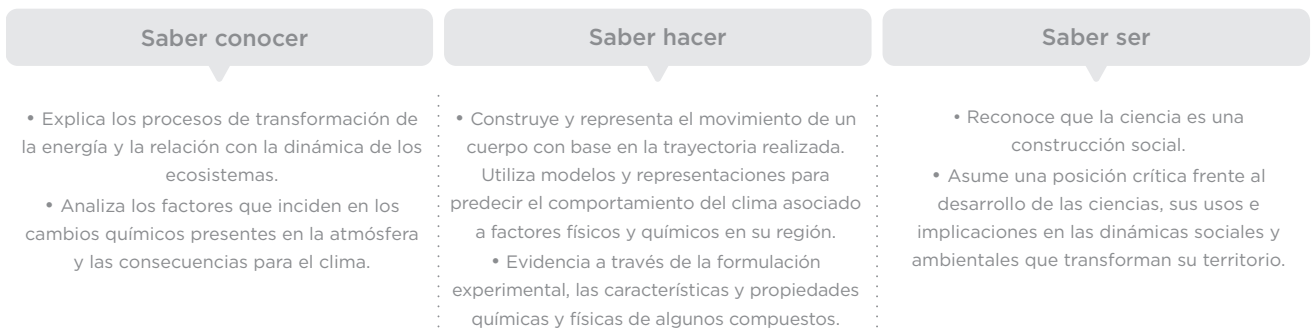 Saber conocer
• Explica los procesos de transformación de
la energía y la relación con la dinámica de los
ecosistemas.
• Analiza los factores que inciden en los
cambios químicos presentes en la atmósfera
y las consecuencias para el clima.
Saber hacer
• Construye y representa el movimiento de un
cuerpo con base en la trayectoria realizada.
Utiliza modelos y representaciones para
predecir el comportamiento del clima asociado
a factores físicos y químicos en su región.
• Evidencia a través de la formulación
experimental, las características y propiedades
químicas y físicas de algunos compuestos.
Saber ser
• Reconoce que la ciencia es una
construcción social.
• Asume una posición crítica frente al
desarrollo de las ciencias, sus usos e
implicaciones en las dinámicas sociales y
ambientales que transforman su territorio.